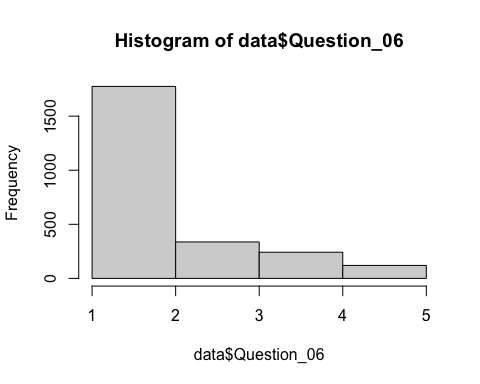 Histogram of data$Question_06
Frequency
1500
1000
500
0
1 2 3 4 5
data$Question_06